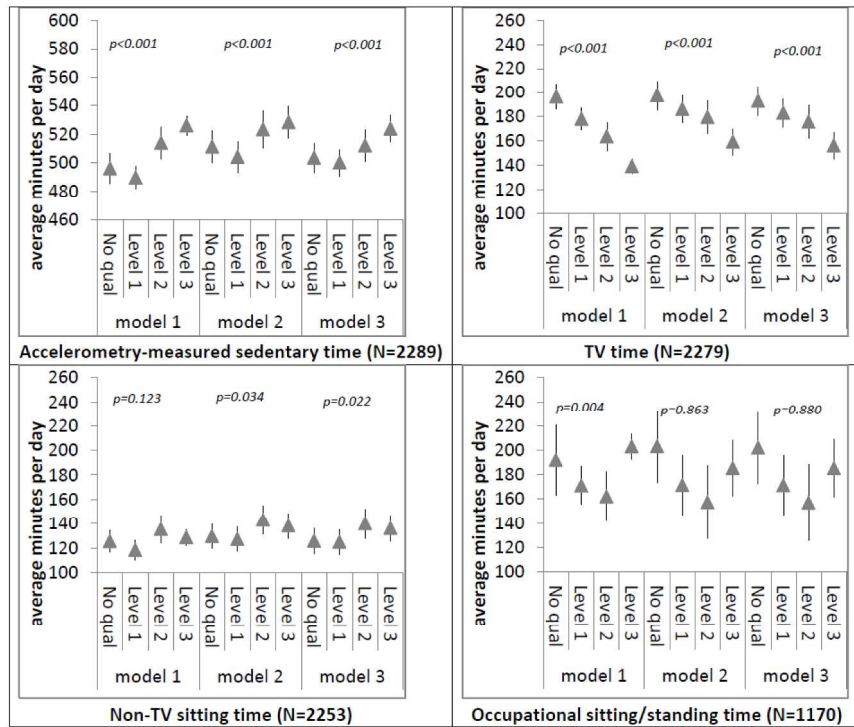 average minutes per day
600
580
560
540
520
500
480
460
p<0.001
p<0.001
p<0.001
No qual
Level 1
Level 2
Level 3
No qual
Level 1
Level 2
Level 3
No qual
Level 1
Level 2
Level 3
model 1
model 2
model 3
Accelerometry-measured sedentary time (N=2289)
average minutes per day
260
240
220
200
180
160
140
120
100
p<0.001
p<0.001
p<0.001
No qual
Level 1
Level 2
Level 3
No qual
Level 1
Level 2
Level 3
No qual
Level 1
Level 2
Level 3
model 1
model 2
model 3
TV time (N=2279)
average minutes per day
260
240
220
200
180
160
140
120
100
p=0.123
p=0.034
p=0.022
No qual
Level 1
Level 2
Level 3
No qual
Level 1
Level 2
Level 3
No qual
Level 1
Level 2
Level 3
model 1
model 2
model 3
Non-TV sitting time (N=2253)
average minutes per day
260
240
220
200
180
160
140
120
100
p=0.004
p=0.863
p=0.880
No qual
Level 1
Level 2
Level 3
No qual
Level 1
Level 2
Level 3
No qual
Level 1
Level 2
Level 3
model 1
model 2
model 3
Occupational sitting/standing time (N=1170)